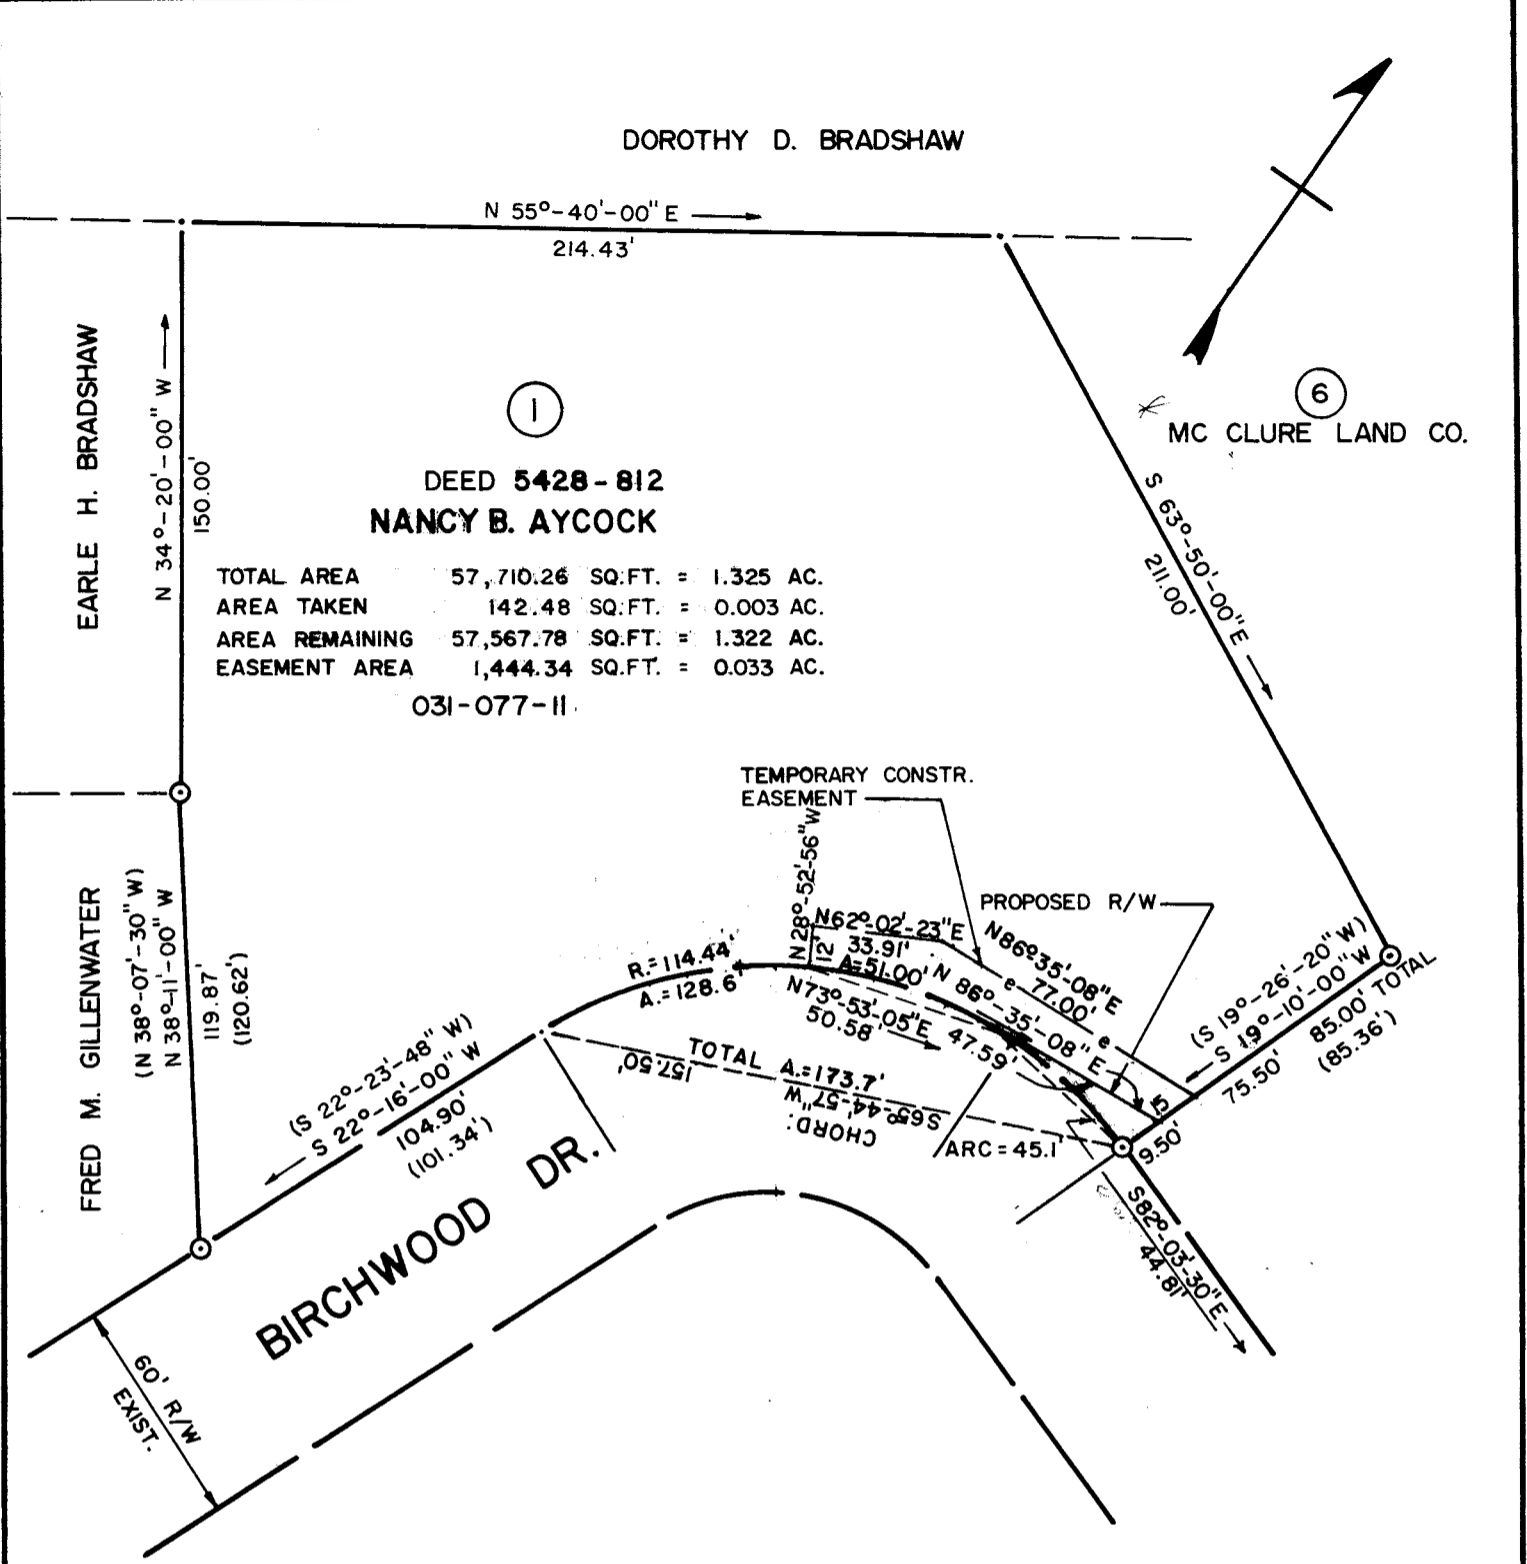 DOROTHY D. BRADSHAW
N 55°-40'-00" E
214.43'
EARLE H. BRADSHAW
N 34°-20'-00" W
150.00'
1
6
MC CLURE LAND CO.
DEED 5428-812
NANCY B. AYCOCK
TOTAL AREA 57,710.26 SQ.FT. = 1.325 AC.
AREA TAKEN 142.48 SQ.FT. = 0.003 AC.
AREA REMAINING 57,567.78 SQ.FT. = 1.322 AC.
EASEMENT AREA 1,444.34 SQ.FT. = 0.033 AC.
031-077-11
S 63°-50'-00" E
211.00'
TEMPORARY CONSTR.
EASEMENT
PROPOSED R/W
N 28°-52'-56" W
12'
N62°-02'-23"E
33.91'
A=51.00'
N86°35'-08"E
77.00'
e
e
N 86°-35'-08" E
R.=114.44'
A.=128.6'
N73°-53'-05"E
50.58'
47.59'
(S 19°-26'-20" W)
S 19°-10'-00" W
85.00' TOTAL
(85.36')
75.50'
15
9.50'
FRED M. GILLENWATER
(N 38°-07'-30" W)
N 38°-11'-00" W
119.87'
(120.62')
(S 22°-23'-48" W)
S 22°-16'-00" W
104.90'
(101.34')
TOTAL A.=173.7'
157.50'
CHORD:
S65°-44'-57"W
ARC=45.1'
S82°-03'-30"E
44.81'
BIRCHWOOD DR.
60' R/W
EXIST.